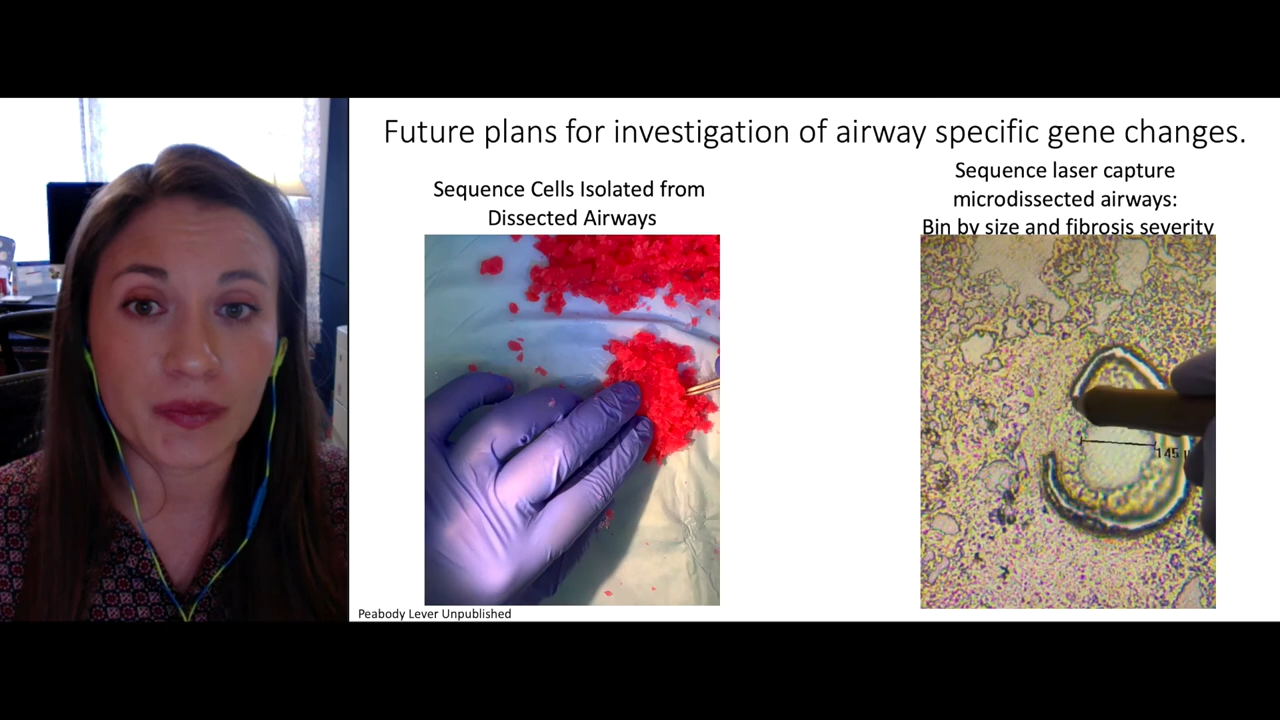 Future plans for investigation of airway specific gene changes.
Sequence Cells Isolated from
Dissected Airways
Sequence laser capture
microdissected airways:
Bin by size and fibrosis severity
145
Peabody Lever Unpublished